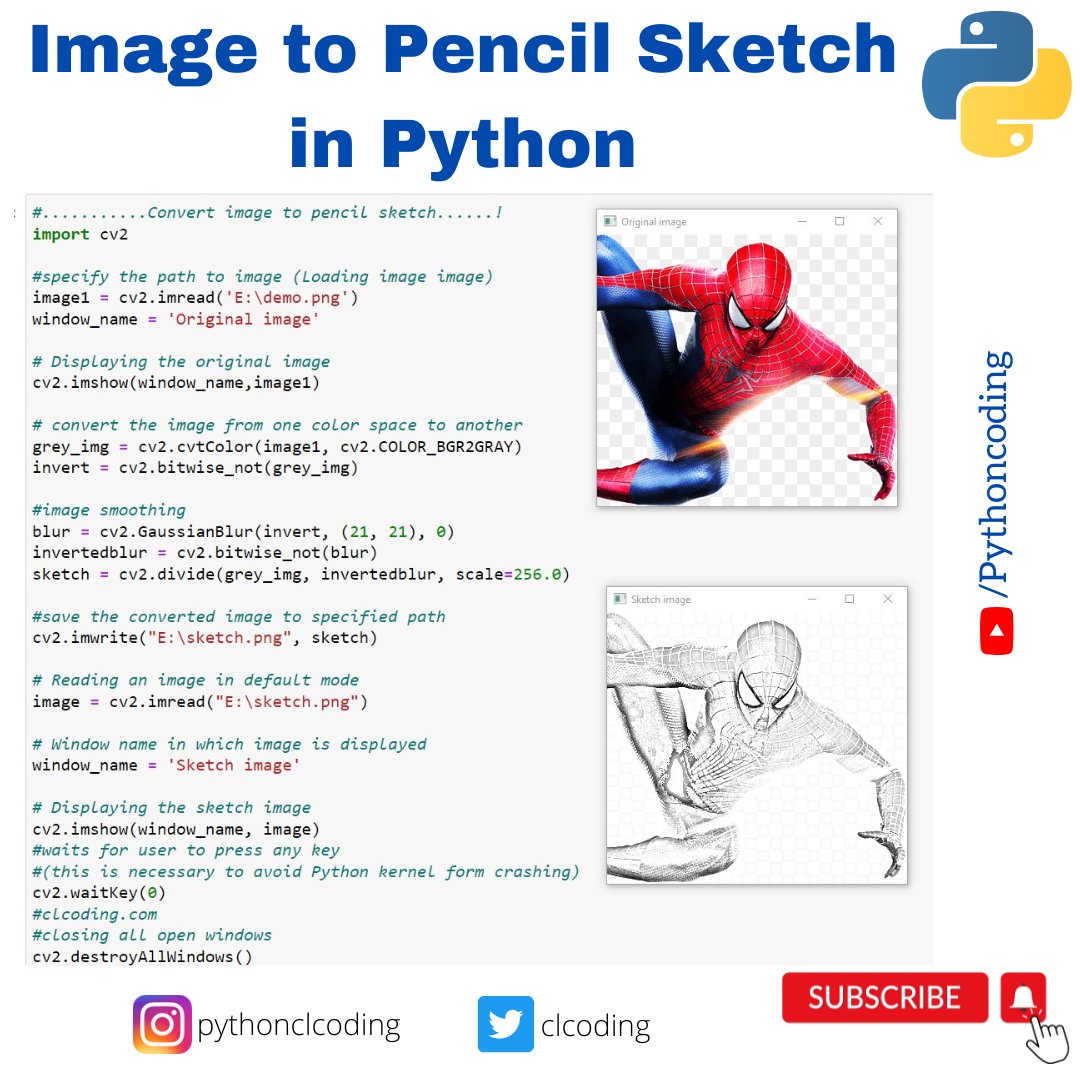 Image to Pencil Sketch
in Python
#...........Convert image to pencil sketch......!
import cv2
#specify the path to image (Loading image image)
image1 = cv2.imread('E:\demo.png')
window_name = 'Original image'
# Displaying the original image
cv2.imshow(window_name,image1)
# convert the image from one color space to another
grey_img = cv2.cvtColor(image1, cv2.COLOR_BGR2GRAY)
invert = cv2.bitwise_not(grey_img)
#image smoothing
blur = cv2.GaussianBlur(invert, (21, 21), 0)
invertedblur = cv2.bitwise_not(blur)
sketch = cv2.divide(grey_img, invertedblur, scale=256.0)
#save the converted image to specified path
cv2.imwrite("E:\sketch.png", sketch)
# Reading an image in default mode
image = cv2.imread("E:\sketch.png")
# Window name in which image is displayed
window_name = 'Sketch image'
# Displaying the sketch image
cv2.imshow(window_name, image)
#waits for user to press any key
#(this is necessary to avoid Python kernel form crashing)
cv2.waitKey(0)
#clcoding.com
#closing all open windows
cv2.destroyAllWindows()
Original image
Sketch image
/Pythoncoding
pythonclcoding
clcoding
SUBSCRIBE